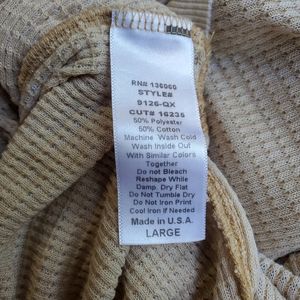 RN# 136060
STYLE#
9126-QX
CUT# 16235
50% Polyester
50% Cotton
Machine Wash Cold
Wash Inside Out
With Similar Colors
Together
Do not Bleach
Reshape While
Damp. Dry Flat
Do not Tumble Dry
Do not Iron Print
Cool Iron if Needed
Made in U.S.A.
LARGE